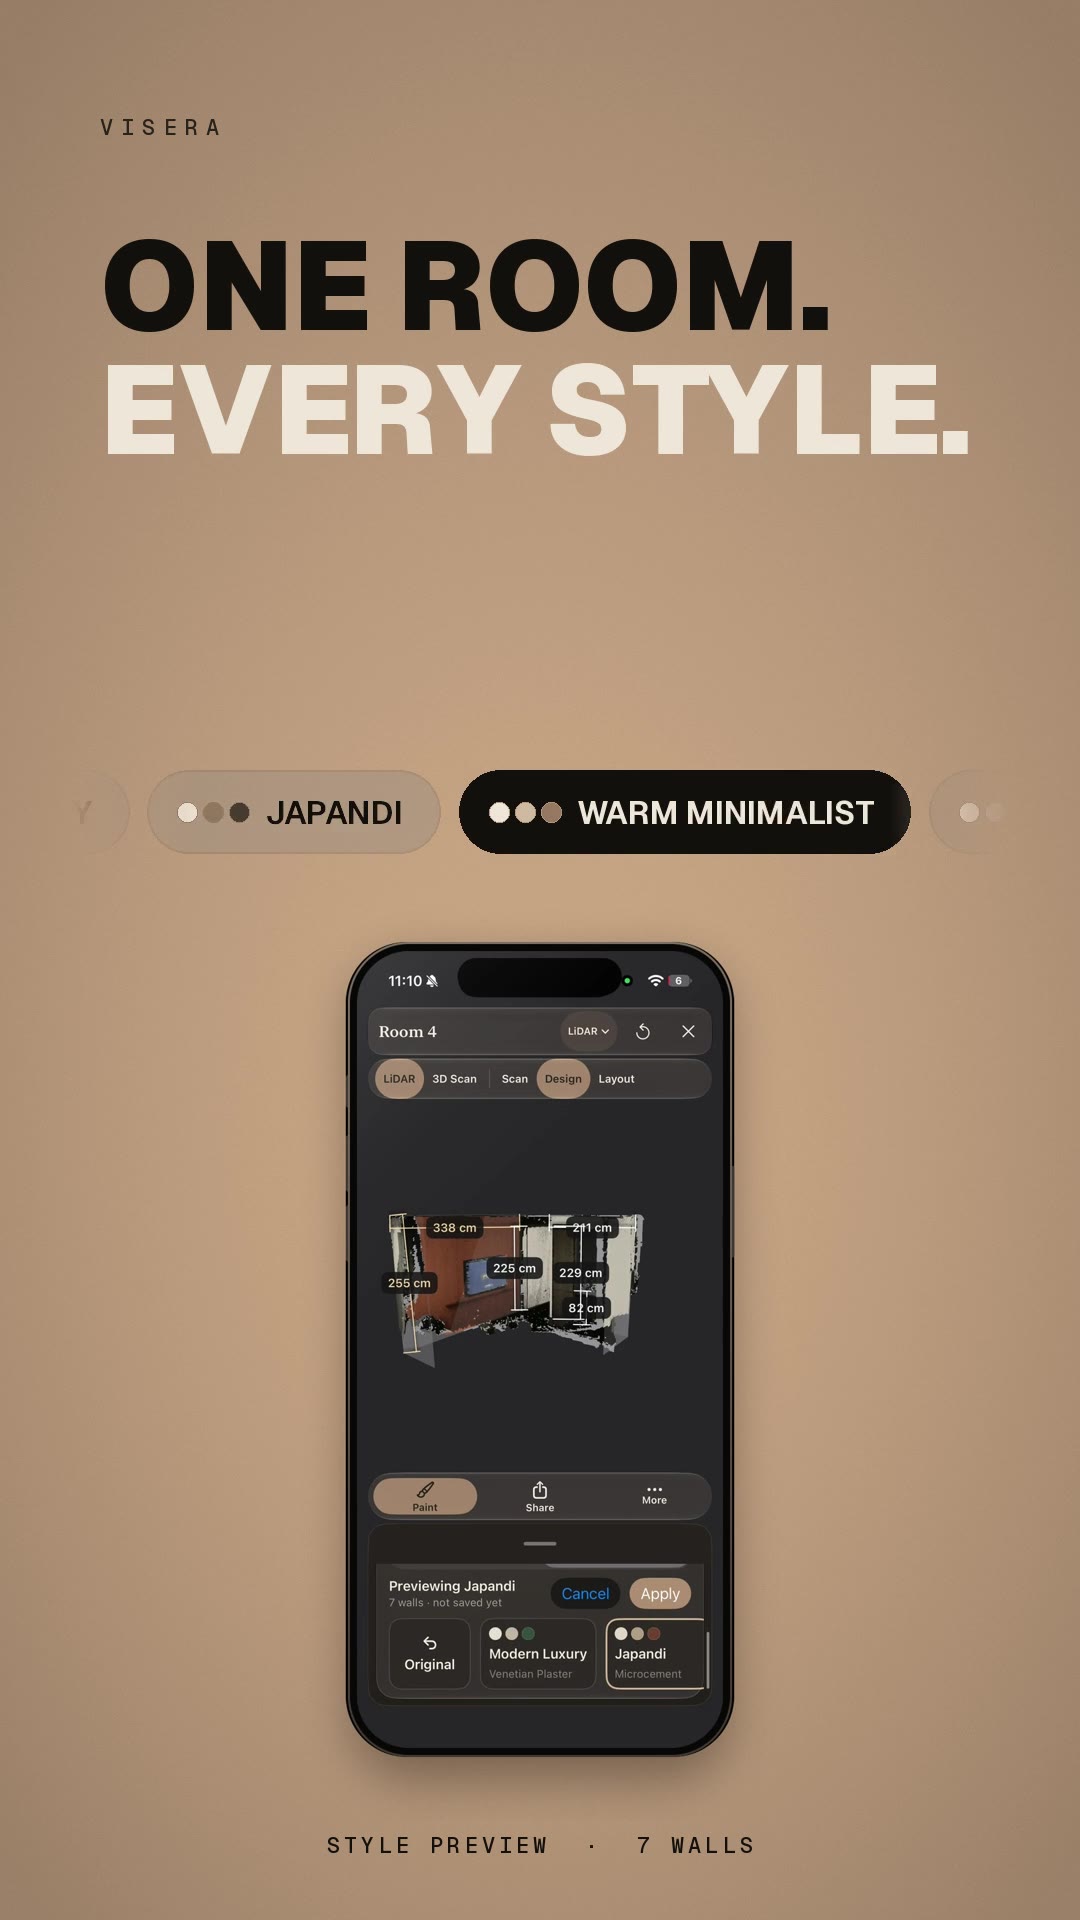 VISERA
ONE ROOM.
EVERY STYLE.
Y JAPANDI WARM MINIMALIST
11:10 6
Room 4 LiDAR
LiDAR 3D Scan Scan Design Layout
338 cm 211 cm
225 cm 229 cm
255 cm
82 cm
Paint Share More
Previewing Japandi Cancel Apply
7 walls · not saved yet
Original
Modern Luxury
Venetian Plaster
Japandi
Microcement
STYLE PREVIEW · 7 WALLS